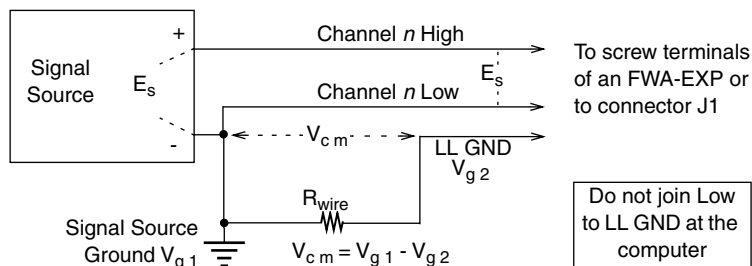 +
Channel n High
Signal
Source
E s
E s
To screw terminals
of an FWA-EXP or
to connector J1
Channel n Low
-
V c m
LL GND
V g 2
R wire
Signal Source
Ground V g 1
V c m = V g 1 - V g 2
Do not join Low
to LL GND at the
computer